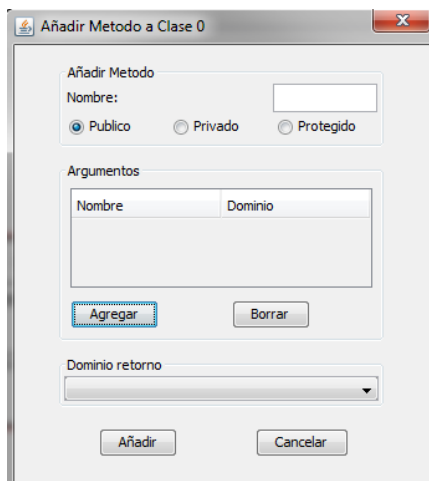 Añadir Metodo a Clase 0
Añadir Metodo
Nombre:
Publico Privado Protegido
Argumentos
Nombre Dominio
Agregar Borrar
Dominio retorno
Añadir Cancelar